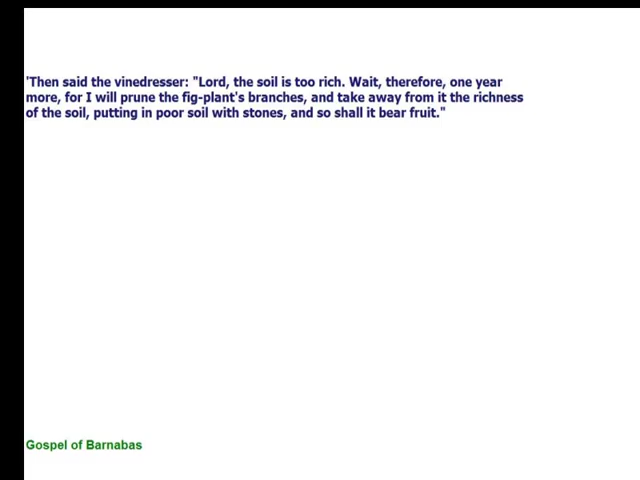 'Then said the vinedresser: "Lord, the soil is too rich. Wait, therefore, one year
more, for I will prune the fig-plant's branches, and take away from it the richness
of the soil, putting in poor soil with stones, and so shall it bear fruit."
Gospel of Barnabas